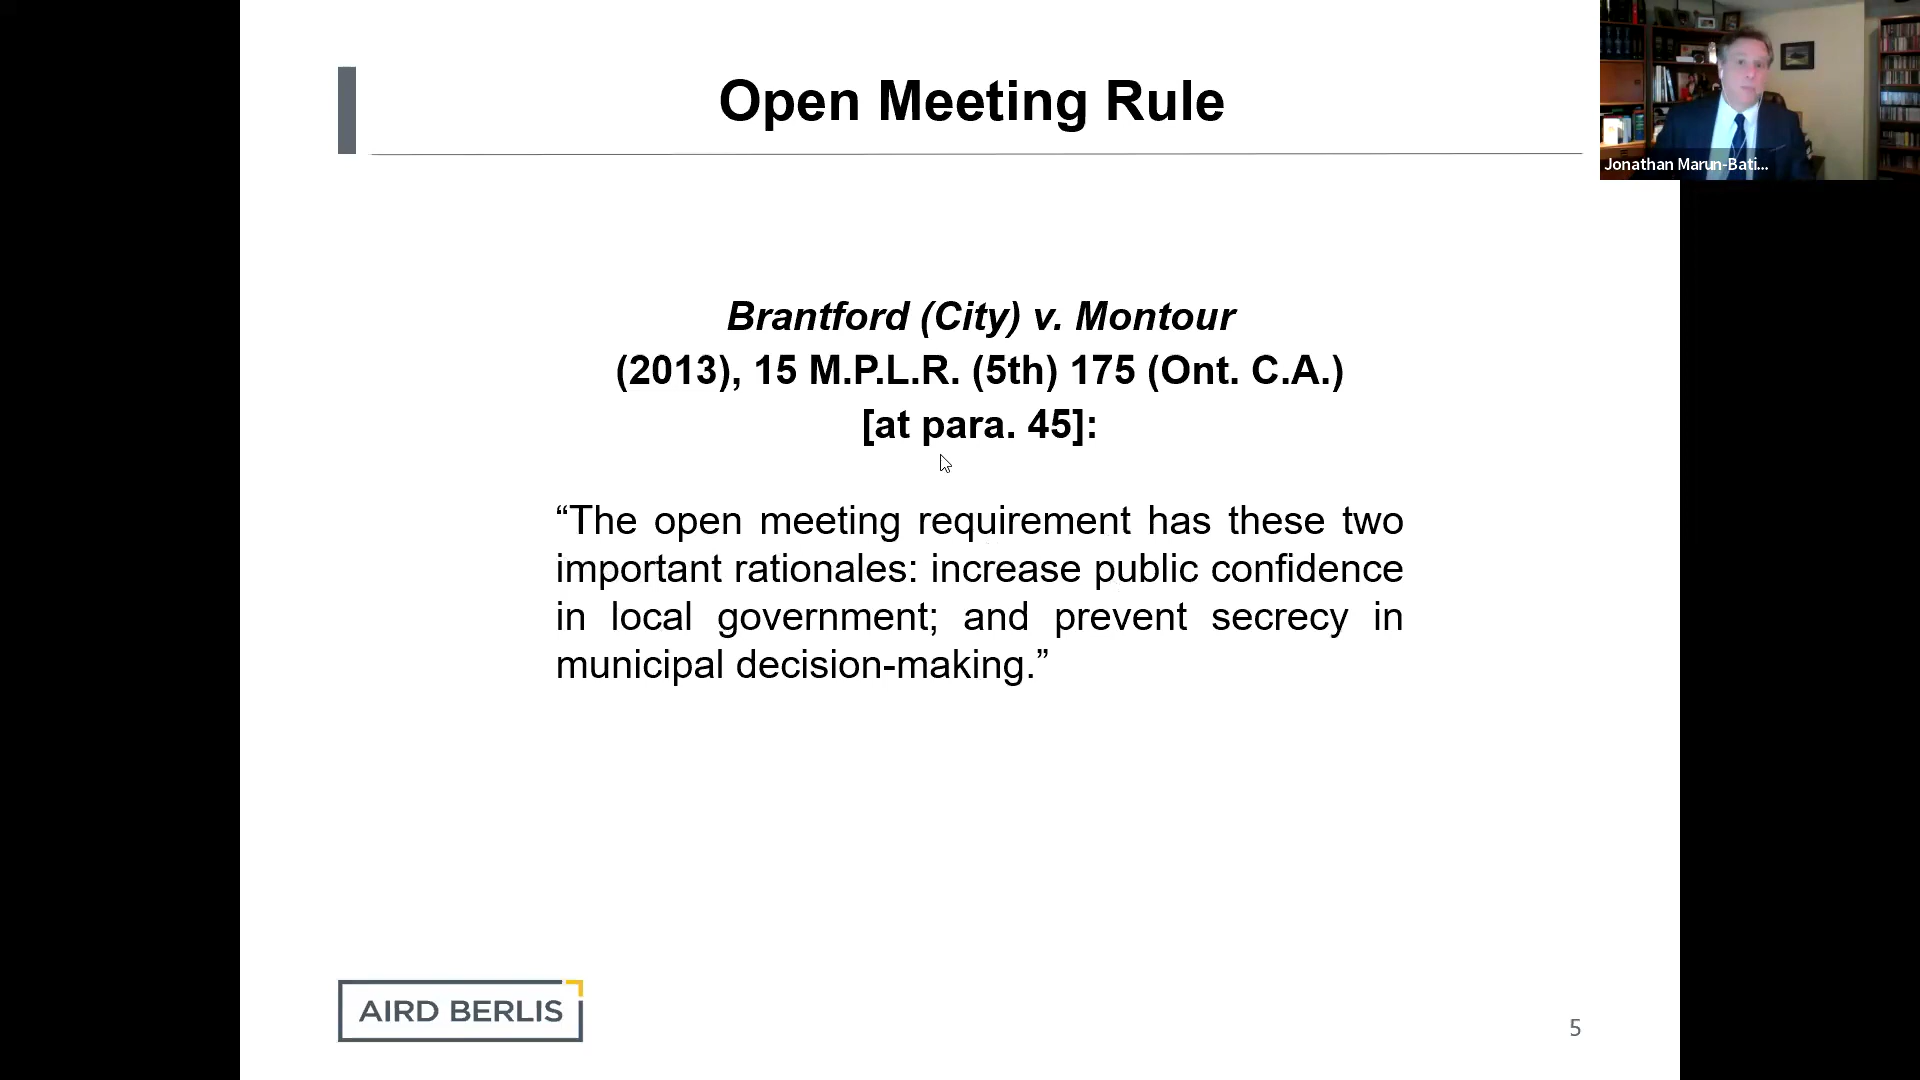 Open Meeting Rule
Jonathan Marun-Bati...
Brantford (City) v. Montour
(2013), 15 M.P.L.R. (5th) 175 (Ont. C.A.)
[at para. 45]:
“The open meeting requirement has these two
important rationales: increase public confidence
in local government; and prevent secrecy in
municipal decision-making.”
AIRD BERLIS
5